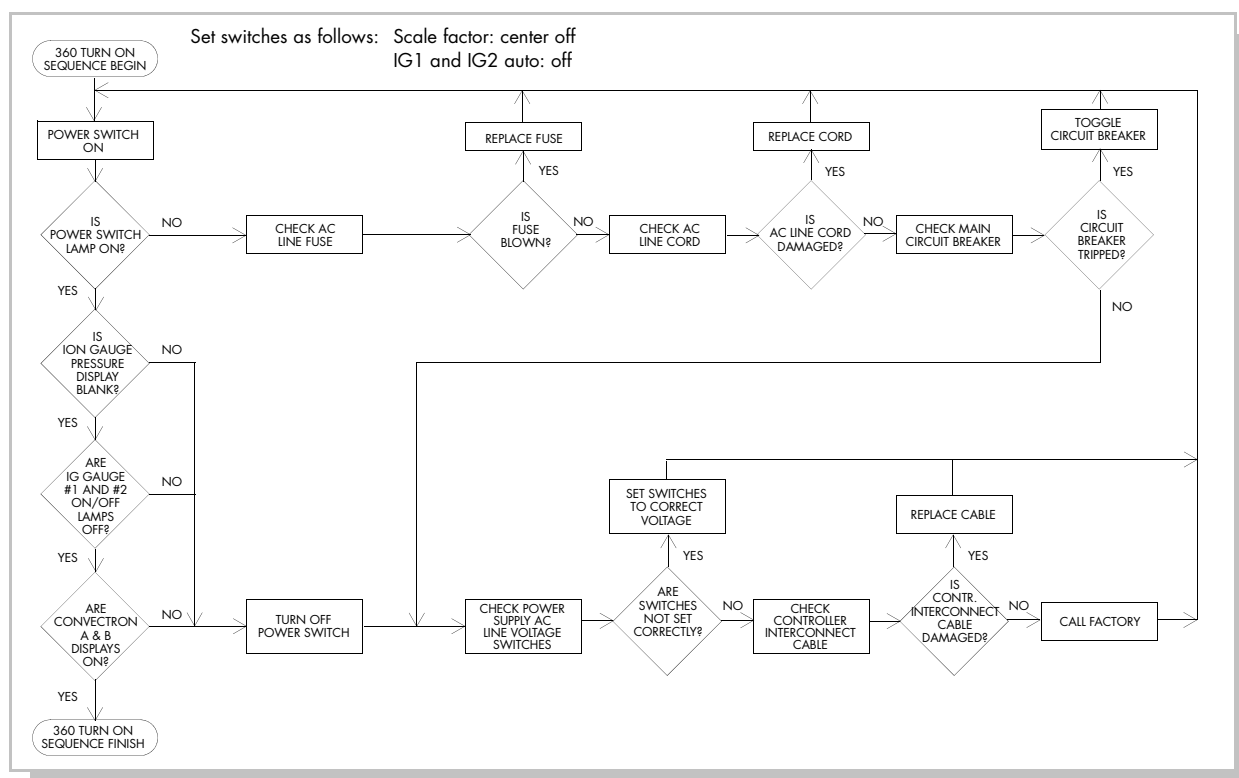 Set switches as follows: Scale factor: center off
IG1 and IG2 auto: off
360 TURN ON
SEQUENCE BEGIN
POWER SWITCH
ON
REPLACE FUSE
REPLACE CORD
TOGGLE
CIRCUIT BREAKER
YES
YES
YES
IS
POWER SWITCH
LAMP ON?
NO
CHECK AC
LINE FUSE
IS
FUSE
BLOWN?
NO
CHECK AC
LINE CORD
IS
AC LINE CORD
DAMAGED?
NO
CHECK MAIN
CIRCUIT BREAKER
IS
CIRCUIT
BREAKER
TRIPPED?
YES
NO
IS
ION GAUGE
PRESSURE
DISPLAY
BLANK?
NO
YES
ARE
IG GAUGE
#1 AND #2
ON/OFF
LAMPS
OFF?
NO
SET SWITCHES
TO CORRECT
VOLTAGE
REPLACE CABLE
YES
YES
YES
ARE
CONVECTRON
A & B
DISPLAYS
ON?
NO
TURN OFF
POWER SWITCH
CHECK POWER
SUPPLY AC
LINE VOLTAGE
SWITCHES
ARE
SWITCHES
NOT SET
CORRECTLY?
NO
CHECK
CONTROLLER
INTERCONNECT
CABLE
IS
CONTR.
INTERCONNECT
CABLE
DAMAGED?
NO
CALL FACTORY
YES
360 TURN ON
SEQUENCE FINISH